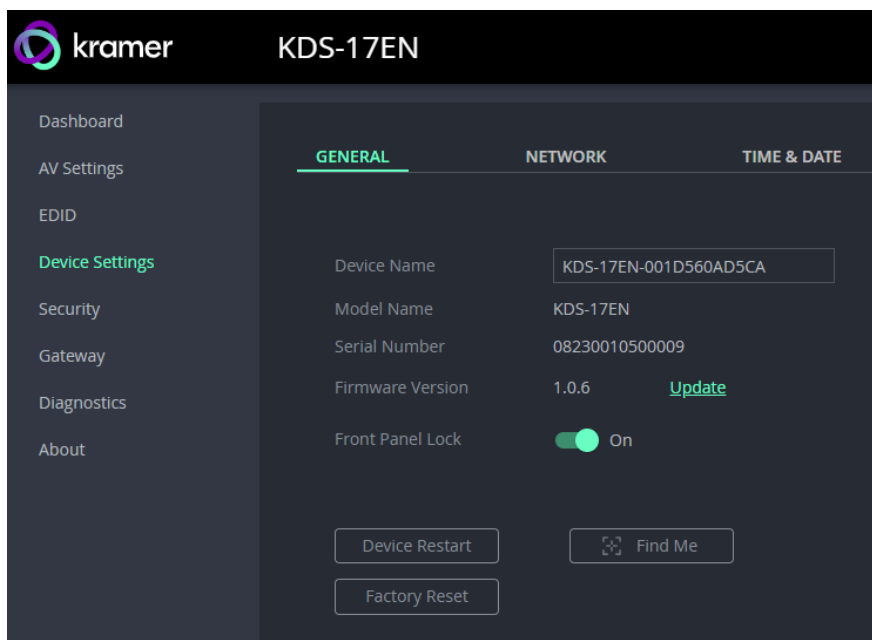 kramer
KDS-17EN
Dashboard
AV Settings
EDID
Device Settings
Security
Gateway
Diagnostics
About
GENERAL NETWORK TIME & DATE
Device Name KDS-17EN-001D560AD5CA
Model Name KDS-17EN
Serial Number 08230010500009
Firmware Version 1.0.6 Update
Front Panel Lock On
Device Restart Find Me
Factory Reset